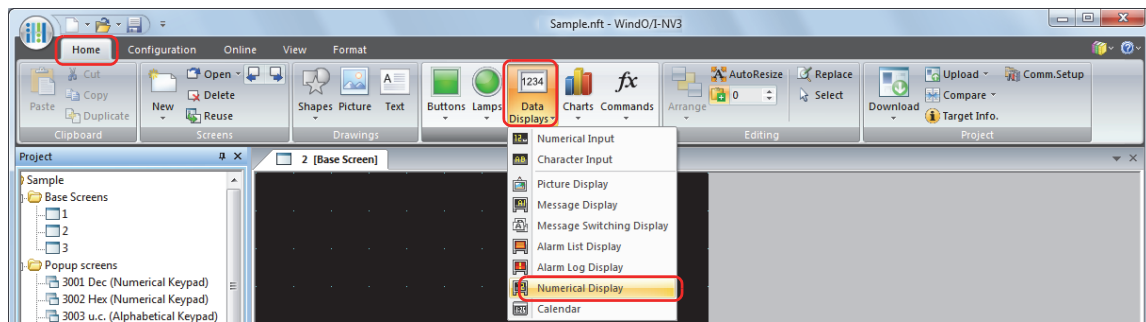 Sample.nft - WindO/I-NV3
Home Configuration Online View Format
Cut
Copy
Duplicate
Paste
Clipboard
New
Open
Delete
Reuse
Screens
Shapes Picture Text
Drawings
Buttons Lamps
1234
Data
Displays
Charts Commands
fx
Arrange
AutoResize
0
Replace
Select
Editing
Download
Upload
Compare
Target Info.
Comm.Setup
Project
Project
2 [Base Screen]
Sample
Base Screens
1
2
3
Popup screens
3001 Dec (Numerical Keypad)
3002 Hex (Numerical Keypad)
3003 u.c. (Alphabetical Keypad)
Numerical Input
Character Input
Picture Display
Message Display
Message Switching Display
Alarm List Display
Alarm Log Display
Numerical Display
Calendar